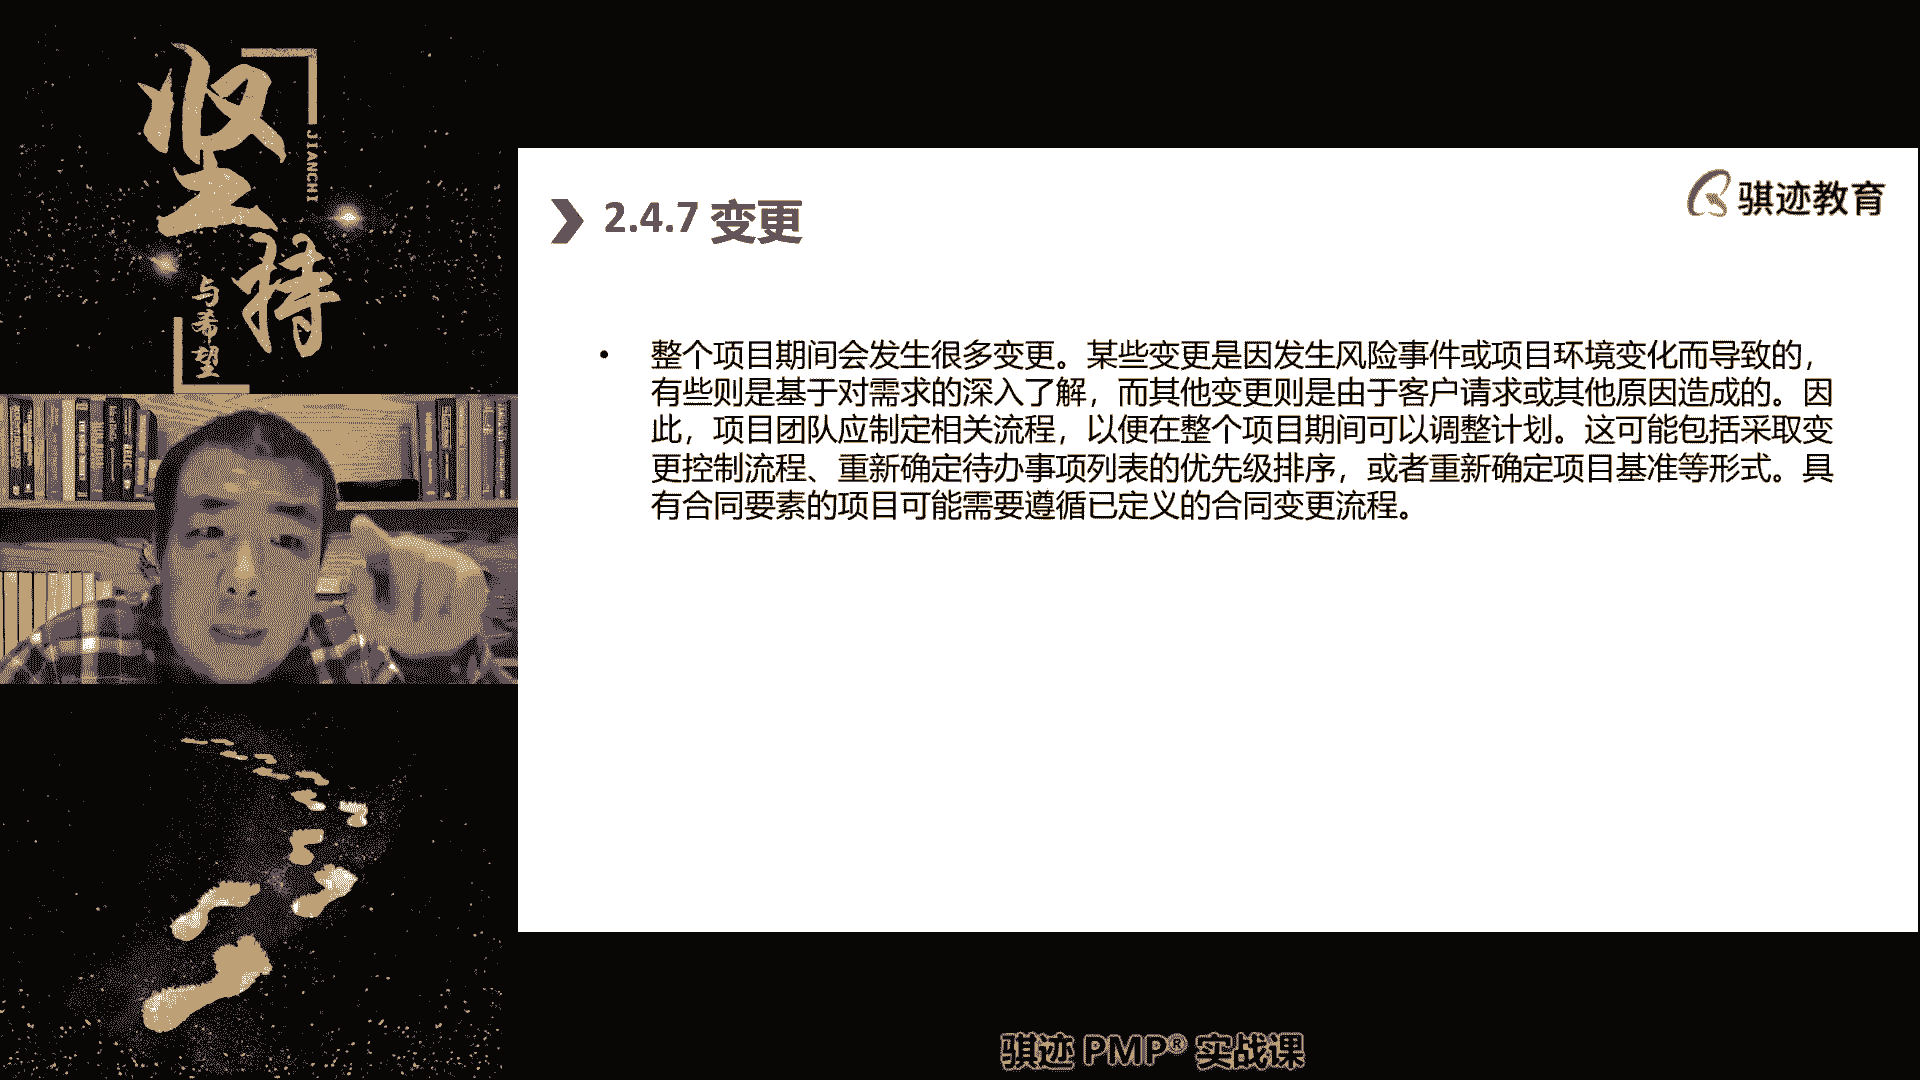 坚持
JIANCHI
与希望
骐迹教育
2.4.7 变更
• 整个项目期间会发生很多变更。某些变更是因发生风险事件或项目环境变化而导致的，
有些则是基于对需求的深入了解，而其他变更则是由于客户请求或其他原因造成的。因
此，项目团队应制定相关流程，以便在整个项目期间可以调整计划。这可能包括采取变
更控制流程、重新确定待办事项列表的优先级排序，或者重新确定项目基准等形式。具
有合同要素的项目可能需要遵循已定义的合同变更流程。
骐迹 PMP® 实战课